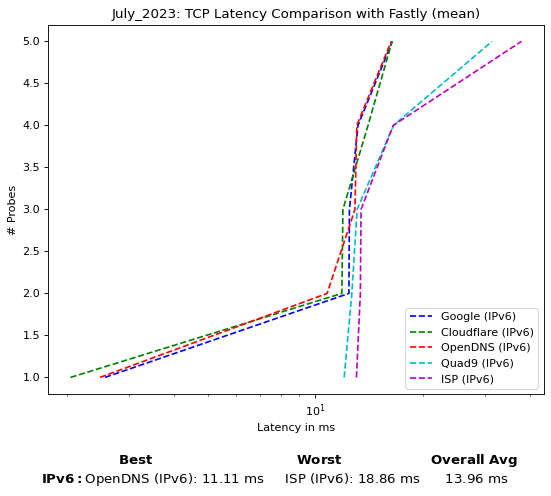 July_2023: TCP Latency Comparison with Fastly (mean)
# Probes
5.0
4.5
4.0
3.5
3.0
2.5
2.0
1.5
1.0
Google (IPv6)
Cloudflare (IPv6)
OpenDNS (IPv6)
Quad9 (IPv6)
ISP (IPv6)
10¹
Latency in ms
Best Worst Overall Avg
IPv6: OpenDNS (IPv6): 11.11 ms ISP (IPv6): 18.86 ms 13.96 ms